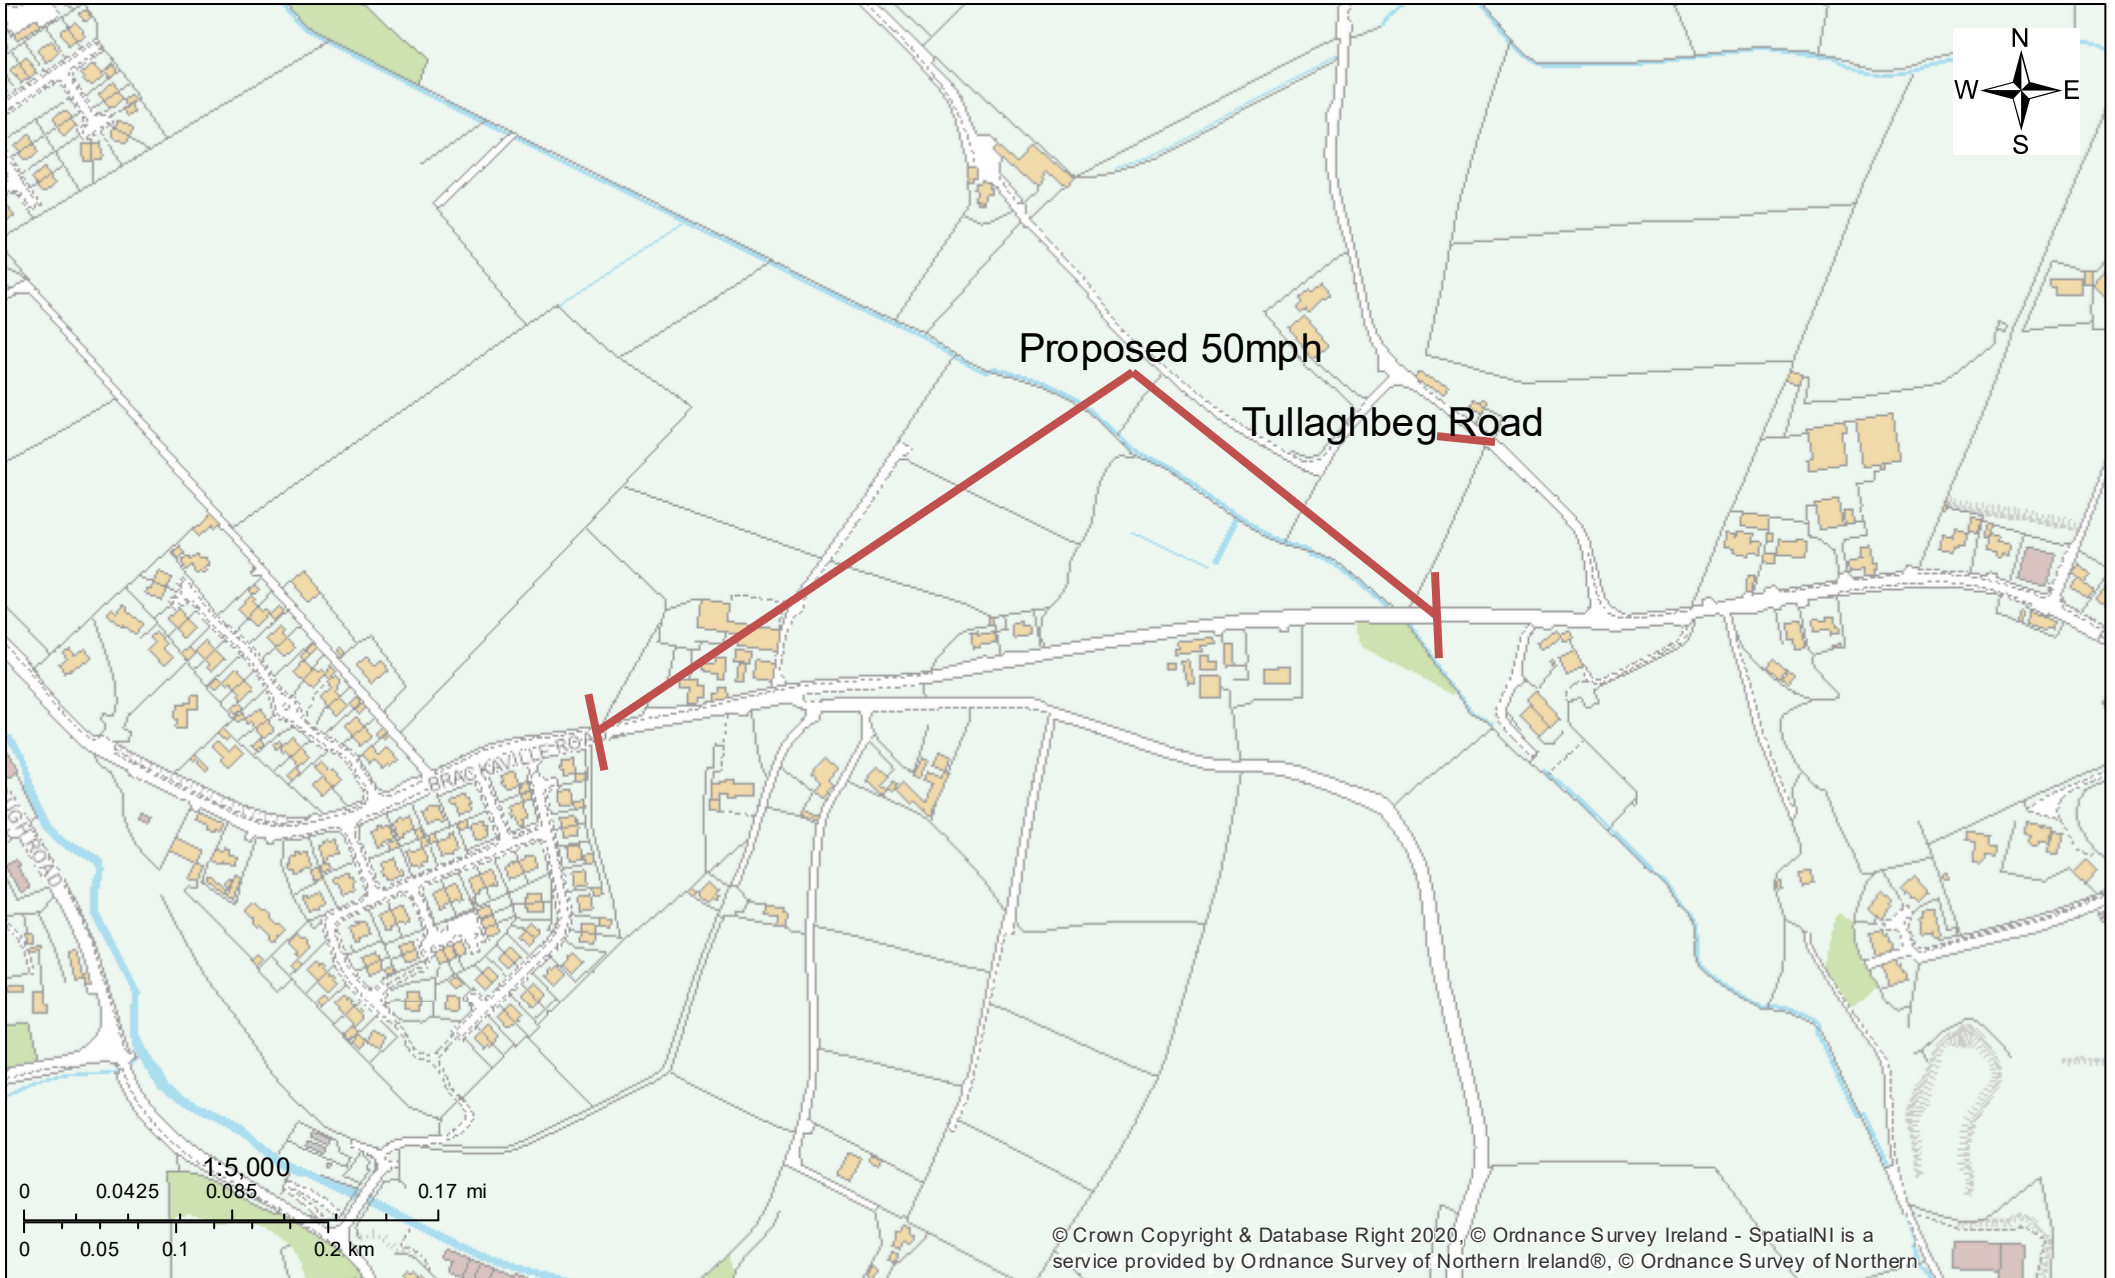 N
W E
S
Proposed 50mph
Tullaghbeg Road
BRACKAVILLE ROAD
ROAD
1:5,000
0 0.0425 0.085 0.17 mi
0 0.05 0.1 0.2 km
© Crown Copyright & Database Right 2020, © Ordnance Survey Ireland - SpatialNI is a
service provided by Ordnance Survey of Northern Ireland®, © Ordnance Survey of Northern